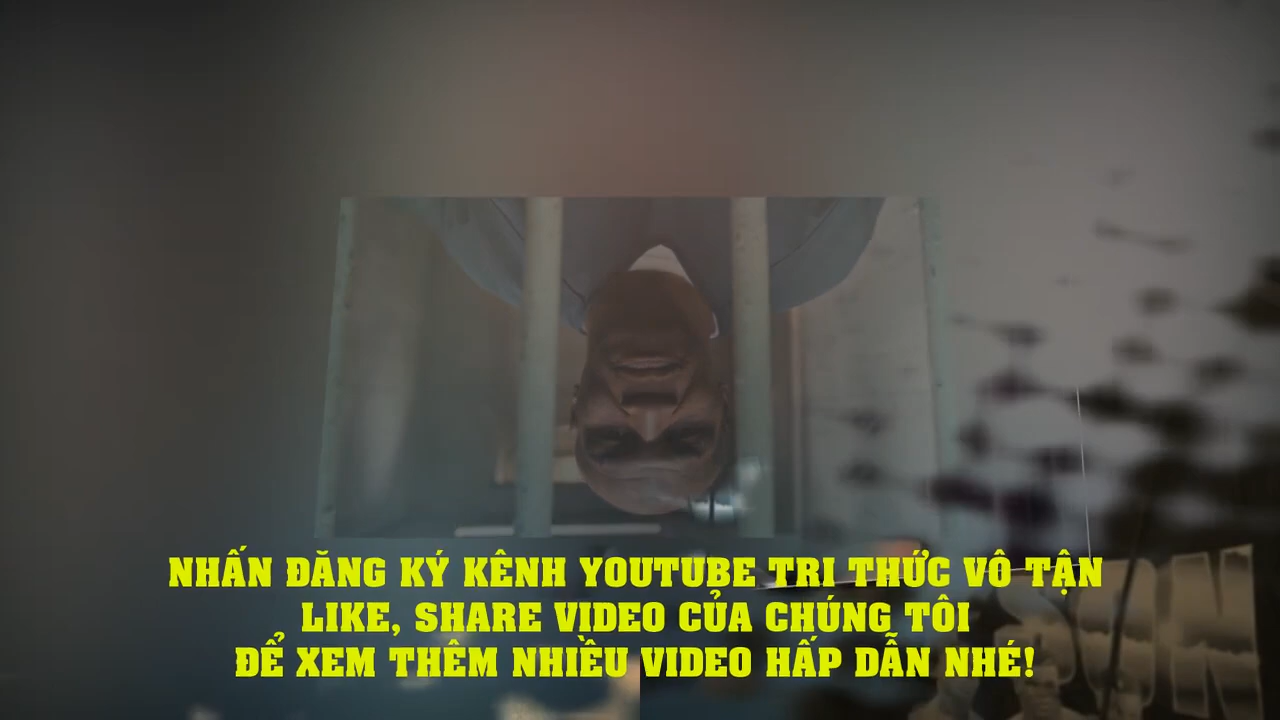 NHẤN ĐĂNG KÝ KÊNH YOUTUBE TRI THỨC VÔ TẬN
LIKE, SHARE VIDEO CỦA CHÚNG TÔI
ĐỂ XEM THÊM NHIỀU VIDEO HẤP DẪN NHÉ!